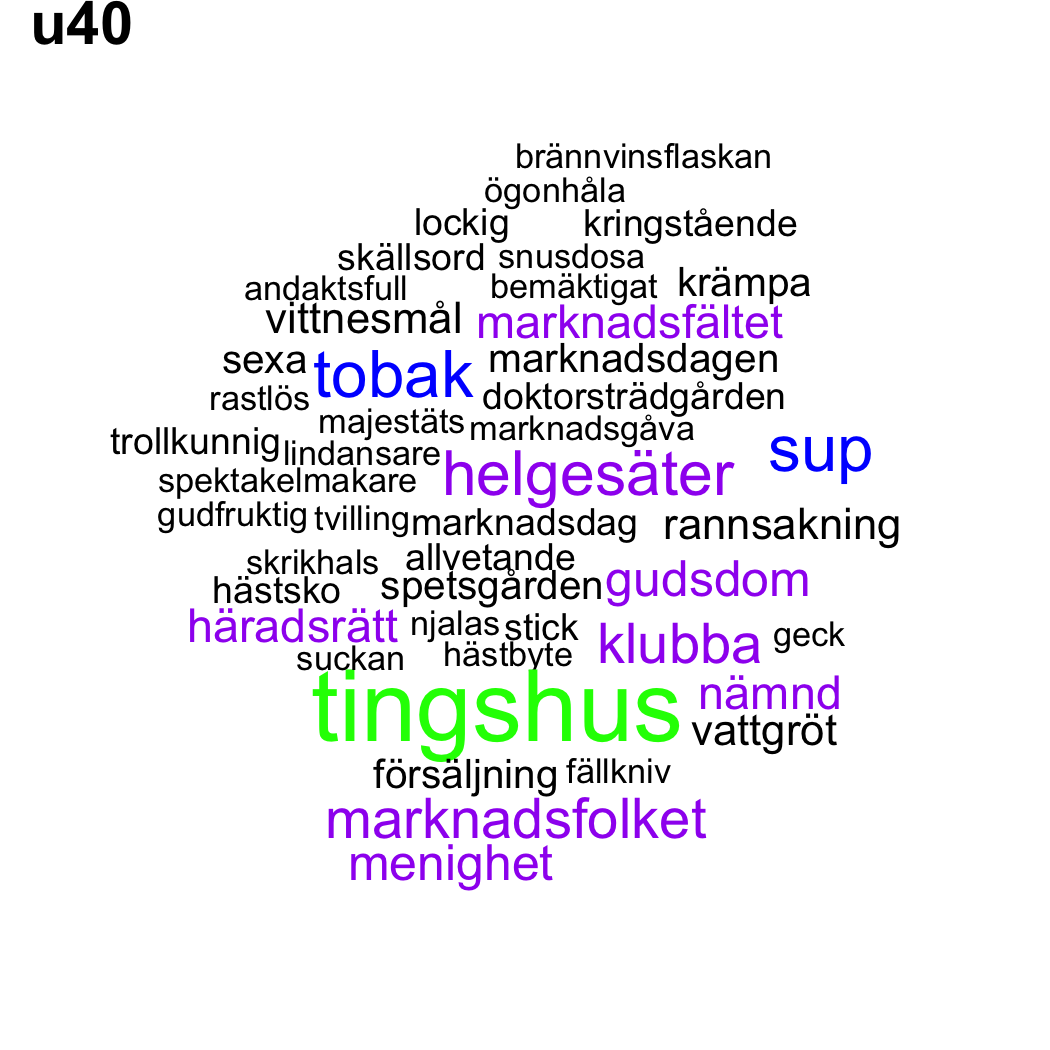 u40
brännvinsflaskan
ögonhåla
lockig kringstående
skällsord snusdosa
andaktsfull bemäktigat krämpa
vittnesmål marknadsfältet
sexa tobak marknadsdagen
rastlös doktorsträdgården
majestäts marknadsgåva
trollkunnig lindansare sup
spektakelmakare helgesäter
gudfruktig tvilling marknadsdag rannsakning
skrikhals allvetande
hästsko spetsgården gudsdom
häradsrätt njalas stick klubba geck
suckan hästbyte
tingshus nämnd
vattgröt
försäljning fällkniv
marknadsfolket
menighet